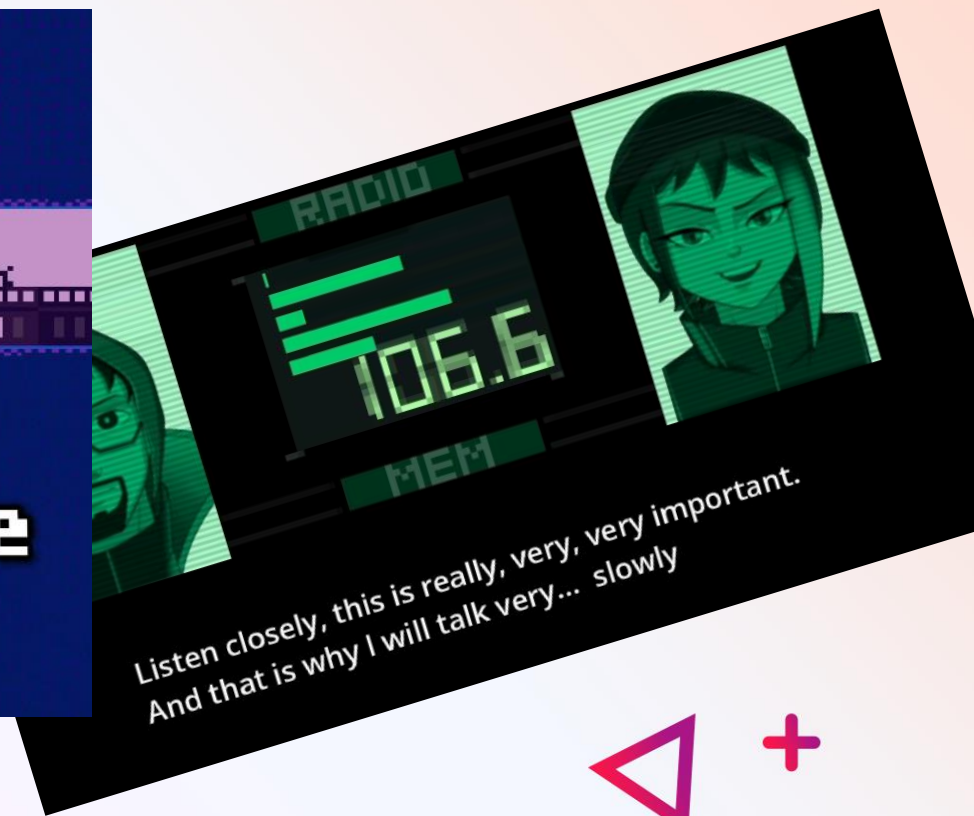 RADIO
106.6
MEM
e
Listen closely, this is really, very, very important.
And that is why I will talk very... slowly